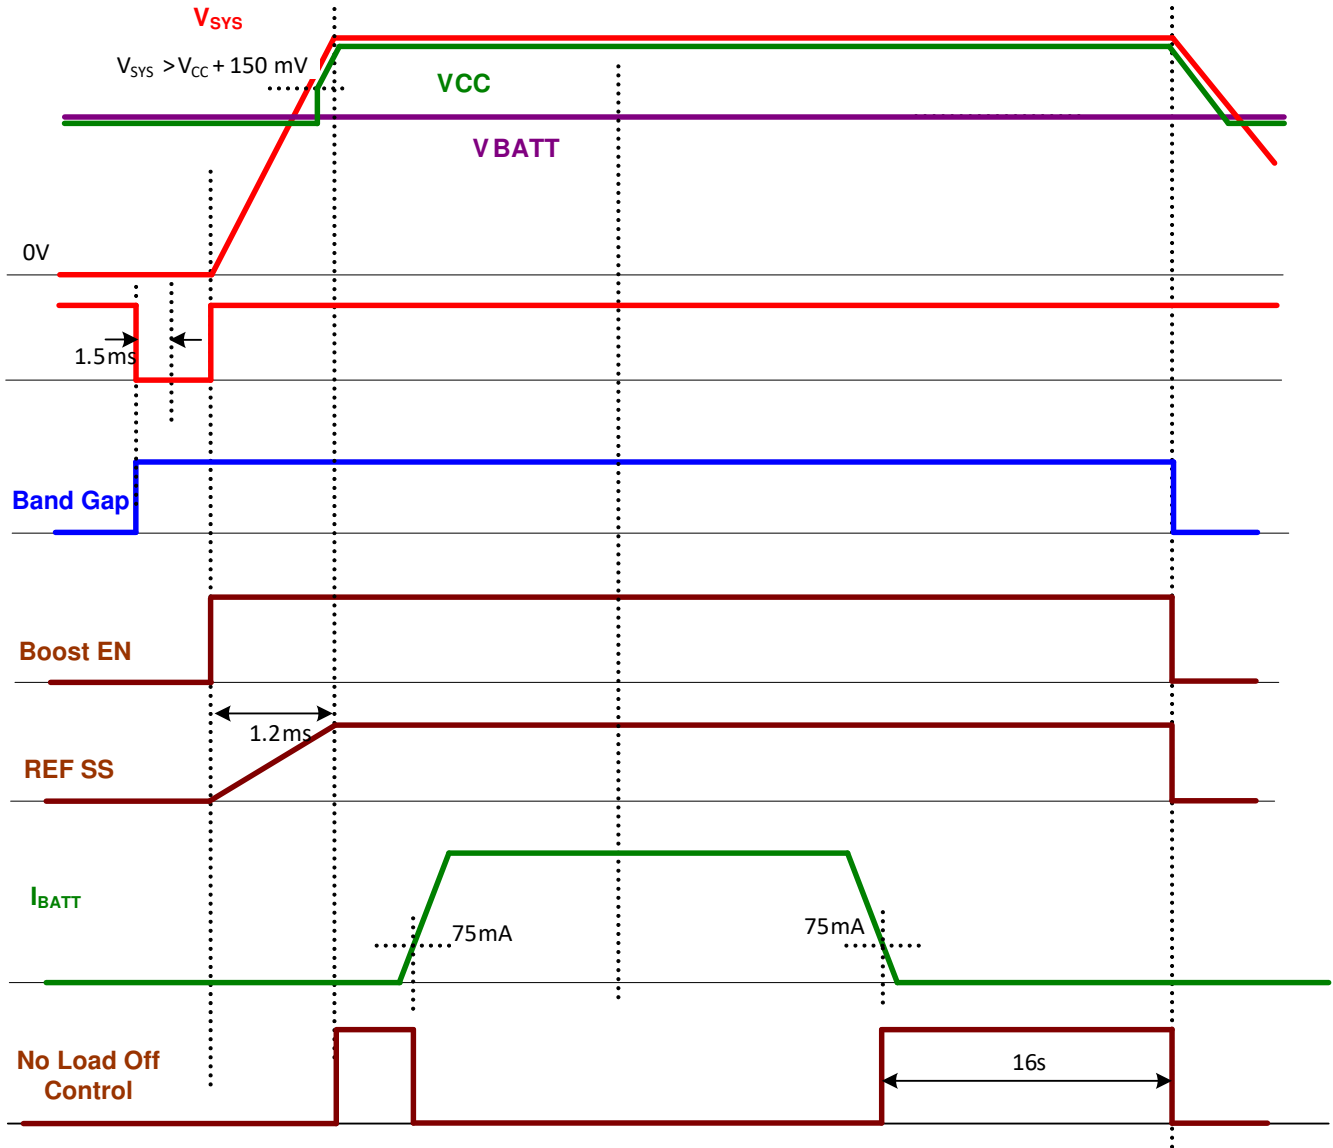 VSYS
VSYS >VCC + 150 mV
VCC
VBATT
0V
1.5ms
Band Gap
Boost EN
1.2ms
REF SS
IBATT
75mA
75mA
No Load Off
Control
16s